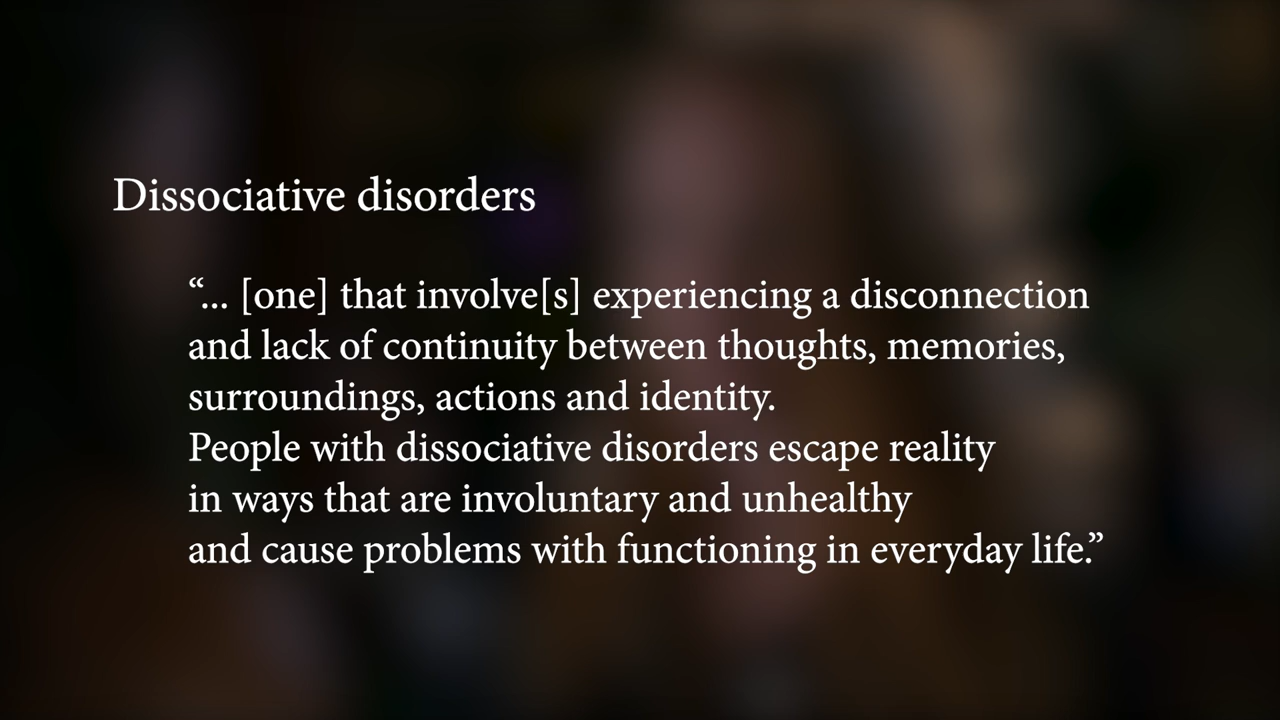 Dissociative disorders
“... [one] that involve[s] experiencing a disconnection
and lack of continuity between thoughts, memories,
surroundings, actions and identity.
People with dissociative disorders escape reality
in ways that are involuntary and unhealthy
and cause problems with functioning in everyday life.”